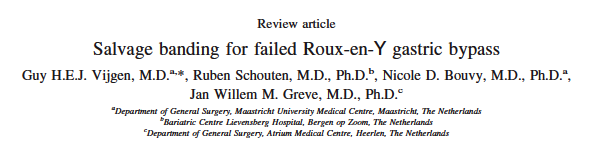 Review article
Salvage banding for failed Roux-en-Y gastric bypass
Guy H.E.J. Vijgen, M.D.a,*, Ruben Schouten, M.D., Ph.D.b, Nicole D. Bouvy, M.D., Ph.D.a,
Jan Willem M. Greve, M.D., Ph.D.c
aDepartment of General Surgery, Maastricht University Medical Centre, Maastricht, The Netherlands
bBariatric Centre Lievensberg Hospital, Bergen op Zoom, The Netherlands
cDepartment of General Surgery, Atrium Medical Centre, Heerlen, The Netherlands